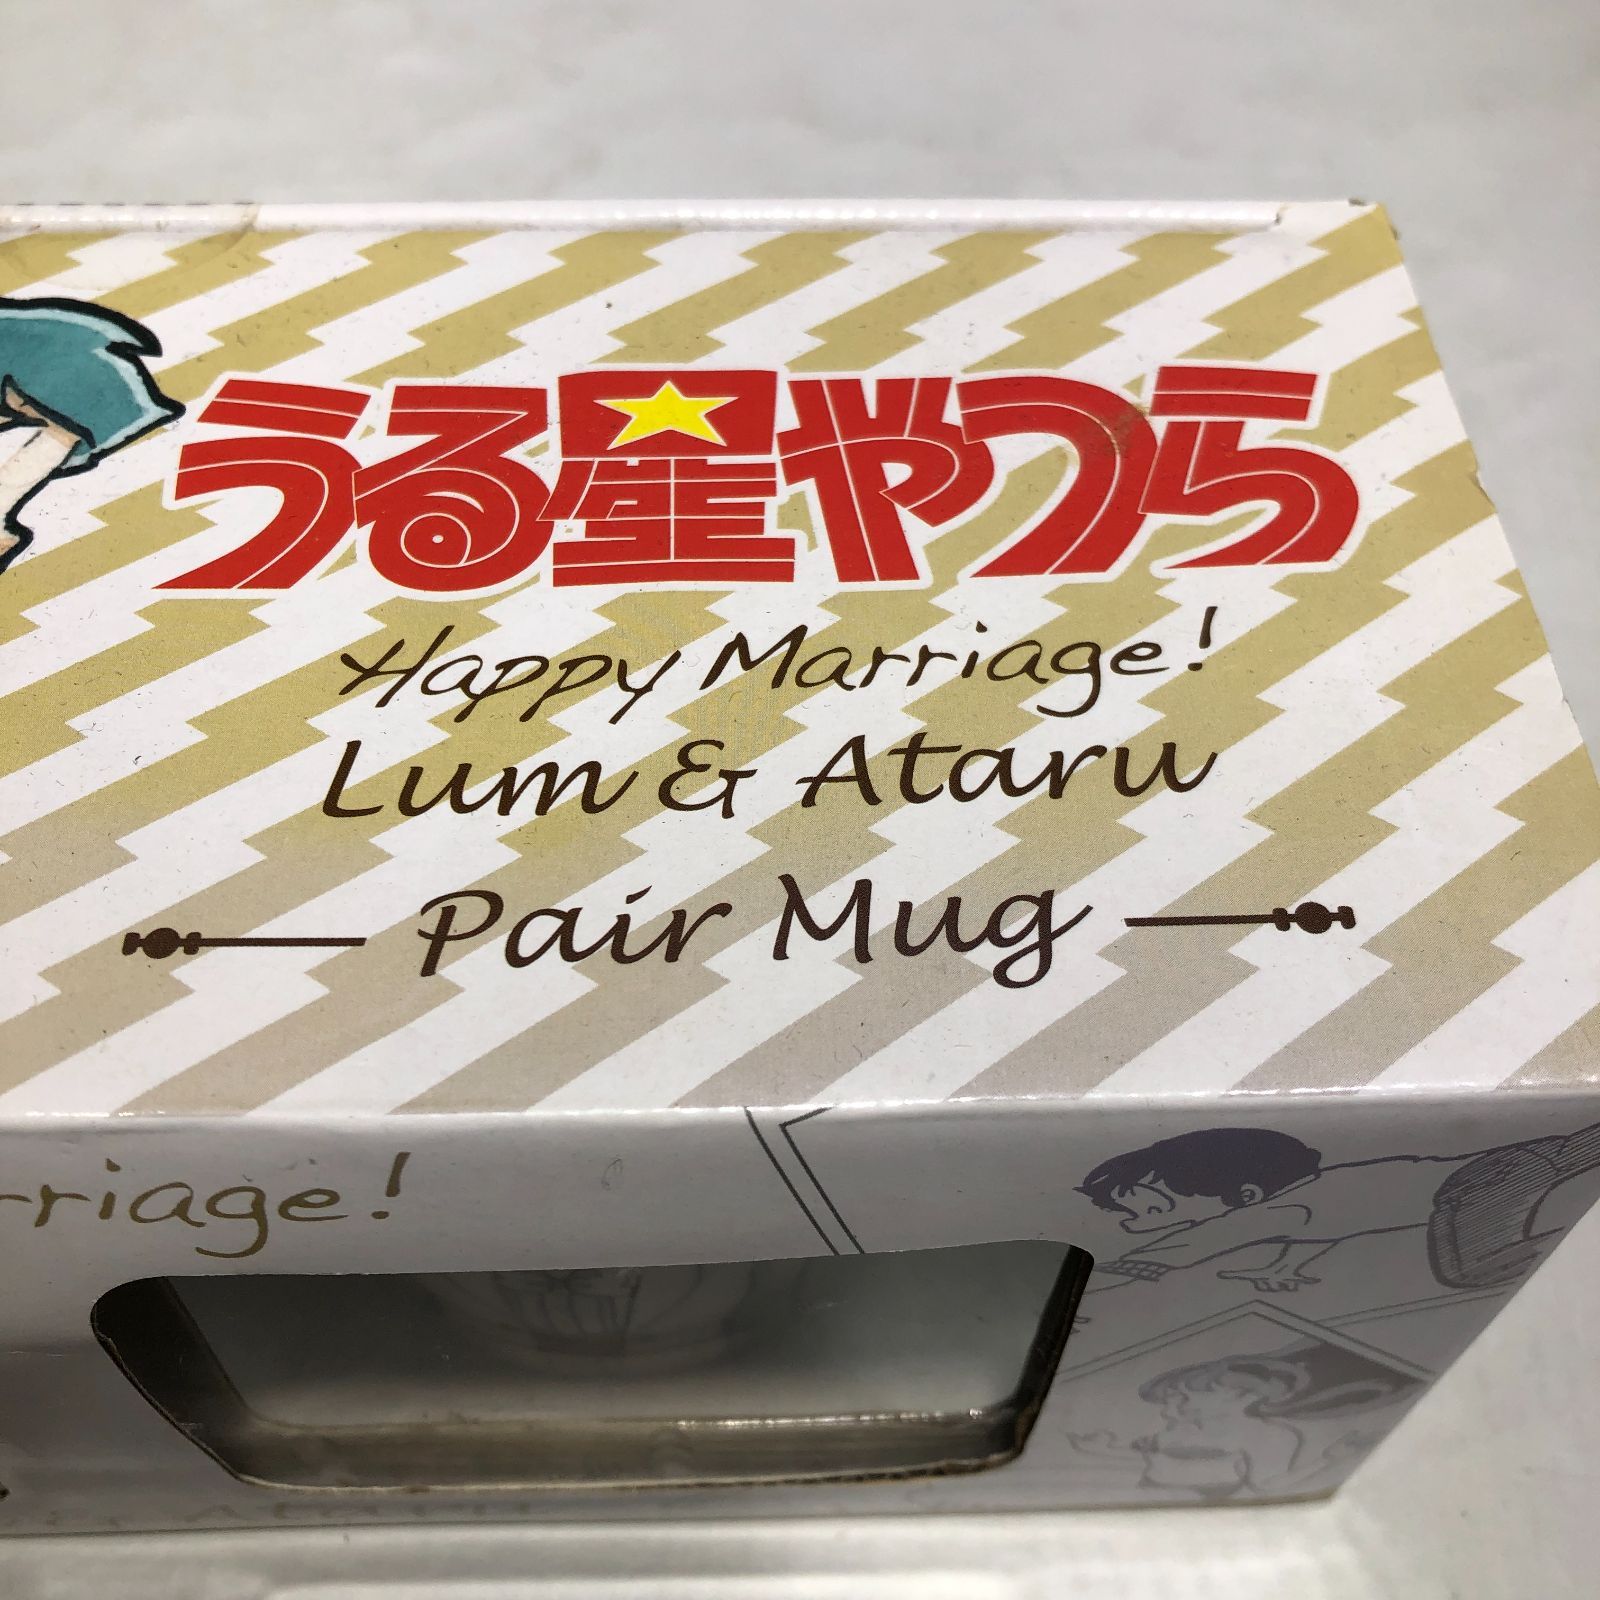 うる星やつら
Happy Marriage!
Lum & Ataru
Pair Mug
rriage!